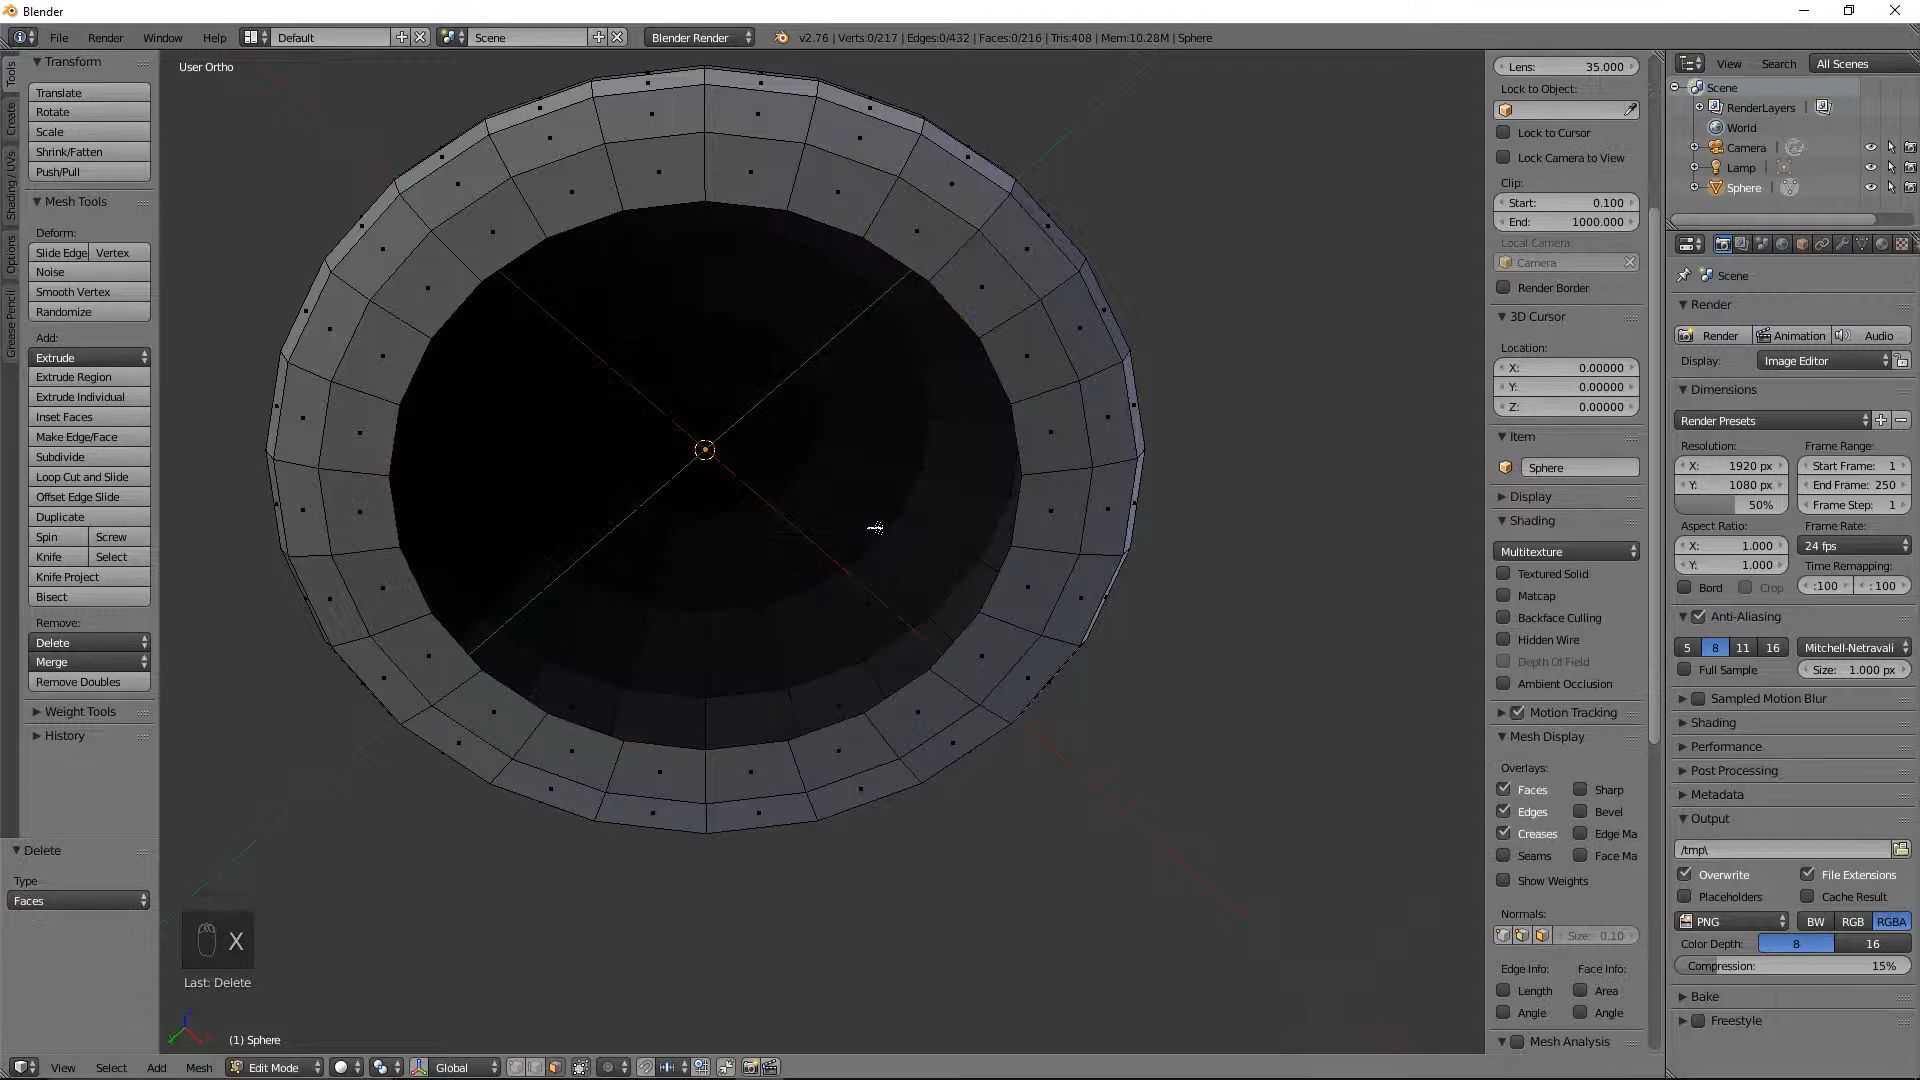 Blender
File Render Window Help Default Scene Blender Render v2.76 | Verts:0/217 | Edges:0/432 | Faces:0/216 | Tris:408 | Mem:10.28M | Sphere
Tools
Create
Shading / UVs
Options
Grease Pencil
Transform
Translate
Rotate
Scale
Shrink/Fatten
Push/Pull
Mesh Tools
Deform:
Slide Edge Vertex
Noise
Smooth Vertex
Randomize
Add:
Extrude
Extrude Region
Extrude Individual
Inset Faces
Make Edge/Face
Subdivide
Loop Cut and Slide
Offset Edge Slide
Duplicate
Spin Screw
Knife Select
Knife Project
Bisect
Remove:
Delete
Merge
Remove Doubles
Weight Tools
History
Delete
Type
Faces
User Ortho
X
Last: Delete
(1) Sphere
View Select Add Mesh Edit Mode Global
Lens: 35.000
Lock to Object:
Lock to Cursor
Lock Camera to View
Clip:
Start: 0.100
End: 1000.000
Local Camera:
Camera
Render Border
3D Cursor
Location:
X: 0.00000
Y: 0.00000
Z: 0.00000
Item
Sphere
Display
Shading
Multitexture
Textured Solid
Matcap
Backface Culling
Hidden Wire
Depth Of Field
Ambient Occlusion
Motion Tracking
Mesh Display
Overlays:
Faces Sharp
Edges Bevel
Creases Edge Ma
Seams Face Ma
Show Weights
Normals:
Size: 0.10
Edge Info: Face Info:
Length Area
Angle Angle
Mesh Analysis
View Search All Scenes
Scene
RenderLayers
World
Camera
Lamp
Sphere
Scene
Render
Render Animation Audio
Display: Image Editor
Dimensions
Render Presets
Resolution: Frame Range:
X: 1920 px Start Frame: 1
Y: 1080 px End Frame: 250
50% Frame Step: 1
Aspect Ratio: Frame Rate:
X: 1.000 24 fps
Y: 1.000 Time Remapping:
Bord Crop :100 : 100
Anti-Aliasing
5 8 11 16 Mitchell-Netravali
Full Sample Size: 1.000 px
Sampled Motion Blur
Shading
Performance
Post Processing
Metadata
Output
/tmp\
Overwrite File Extensions
Placeholders Cache Result
PNG BW RGB RGBA
Color Depth: 8 16
Compression: 15%
Bake
Freestyle